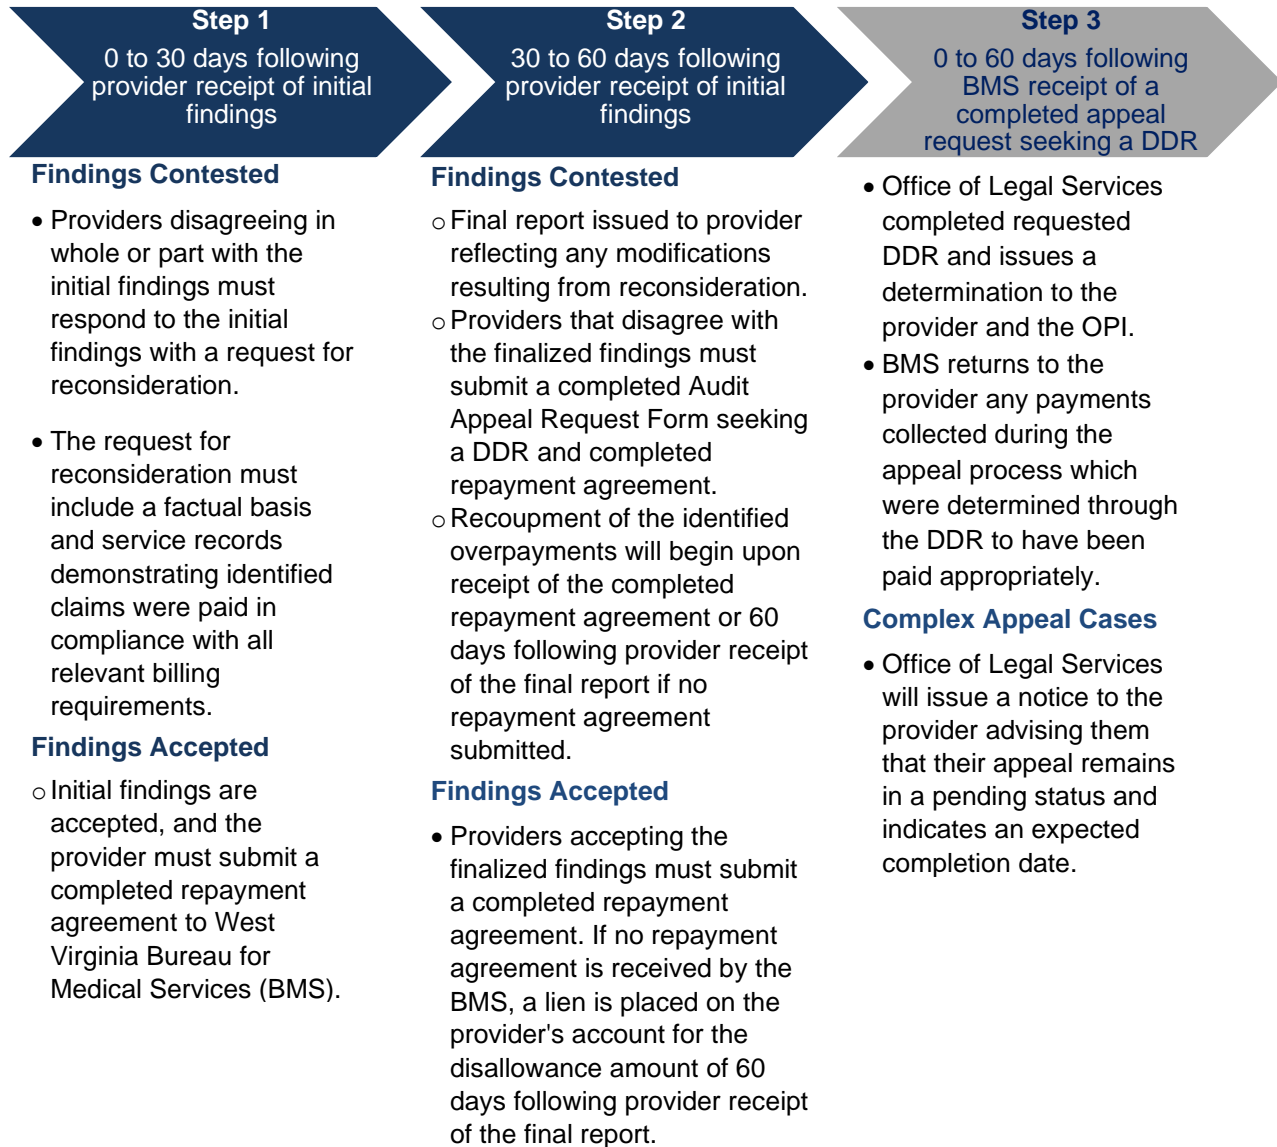 Step 1
0 to 30 days following
provider receipt of initial
findings
Findings Contested
• Providers disagreeing in
whole or part with the
initial findings must
respond to the initial
findings with a request for
reconsideration.
• The request for
reconsideration must
include a factual basis
and service records
demonstrating identified
claims were paid in
compliance with all
relevant billing
requirements.
Findings Accepted
○ Initial findings are
accepted, and the
provider must submit a
completed repayment
agreement to West
Virginia Bureau for
Medical Services (BMS).
Step 2
30 to 60 days following
provider receipt of initial
findings
Findings Contested
○ Final report issued to provider
reflecting any modifications
resulting from reconsideration.
○ Providers that disagree with
the finalized findings must
submit a completed Audit
Appeal Request Form seeking
a DDR and completed
repayment agreement.
○ Recoupment of the identified
overpayments will begin upon
receipt of the completed
repayment agreement or 60
days following provider receipt
of the final report if no
repayment agreement
submitted.
Findings Accepted
• Providers accepting the
finalized findings must submit
a completed repayment
agreement. If no repayment
agreement is received by the
BMS, a lien is placed on the
provider's account for the
disallowance amount of 60
days following provider receipt
of the final report.
Step 3
0 to 60 days following
BMS receipt of a
completed appeal
request seeking a DDR
• Office of Legal Services
completed requested
DDR and issues a
determination to the
provider and the OPI.
• BMS returns to the
provider any payments
collected during the
appeal process which
were determined through
the DDR to have been
paid appropriately.
Complex Appeal Cases
• Office of Legal Services
will issue a notice to the
provider advising them
that their appeal remains
in a pending status and
indicates an expected
completion date.